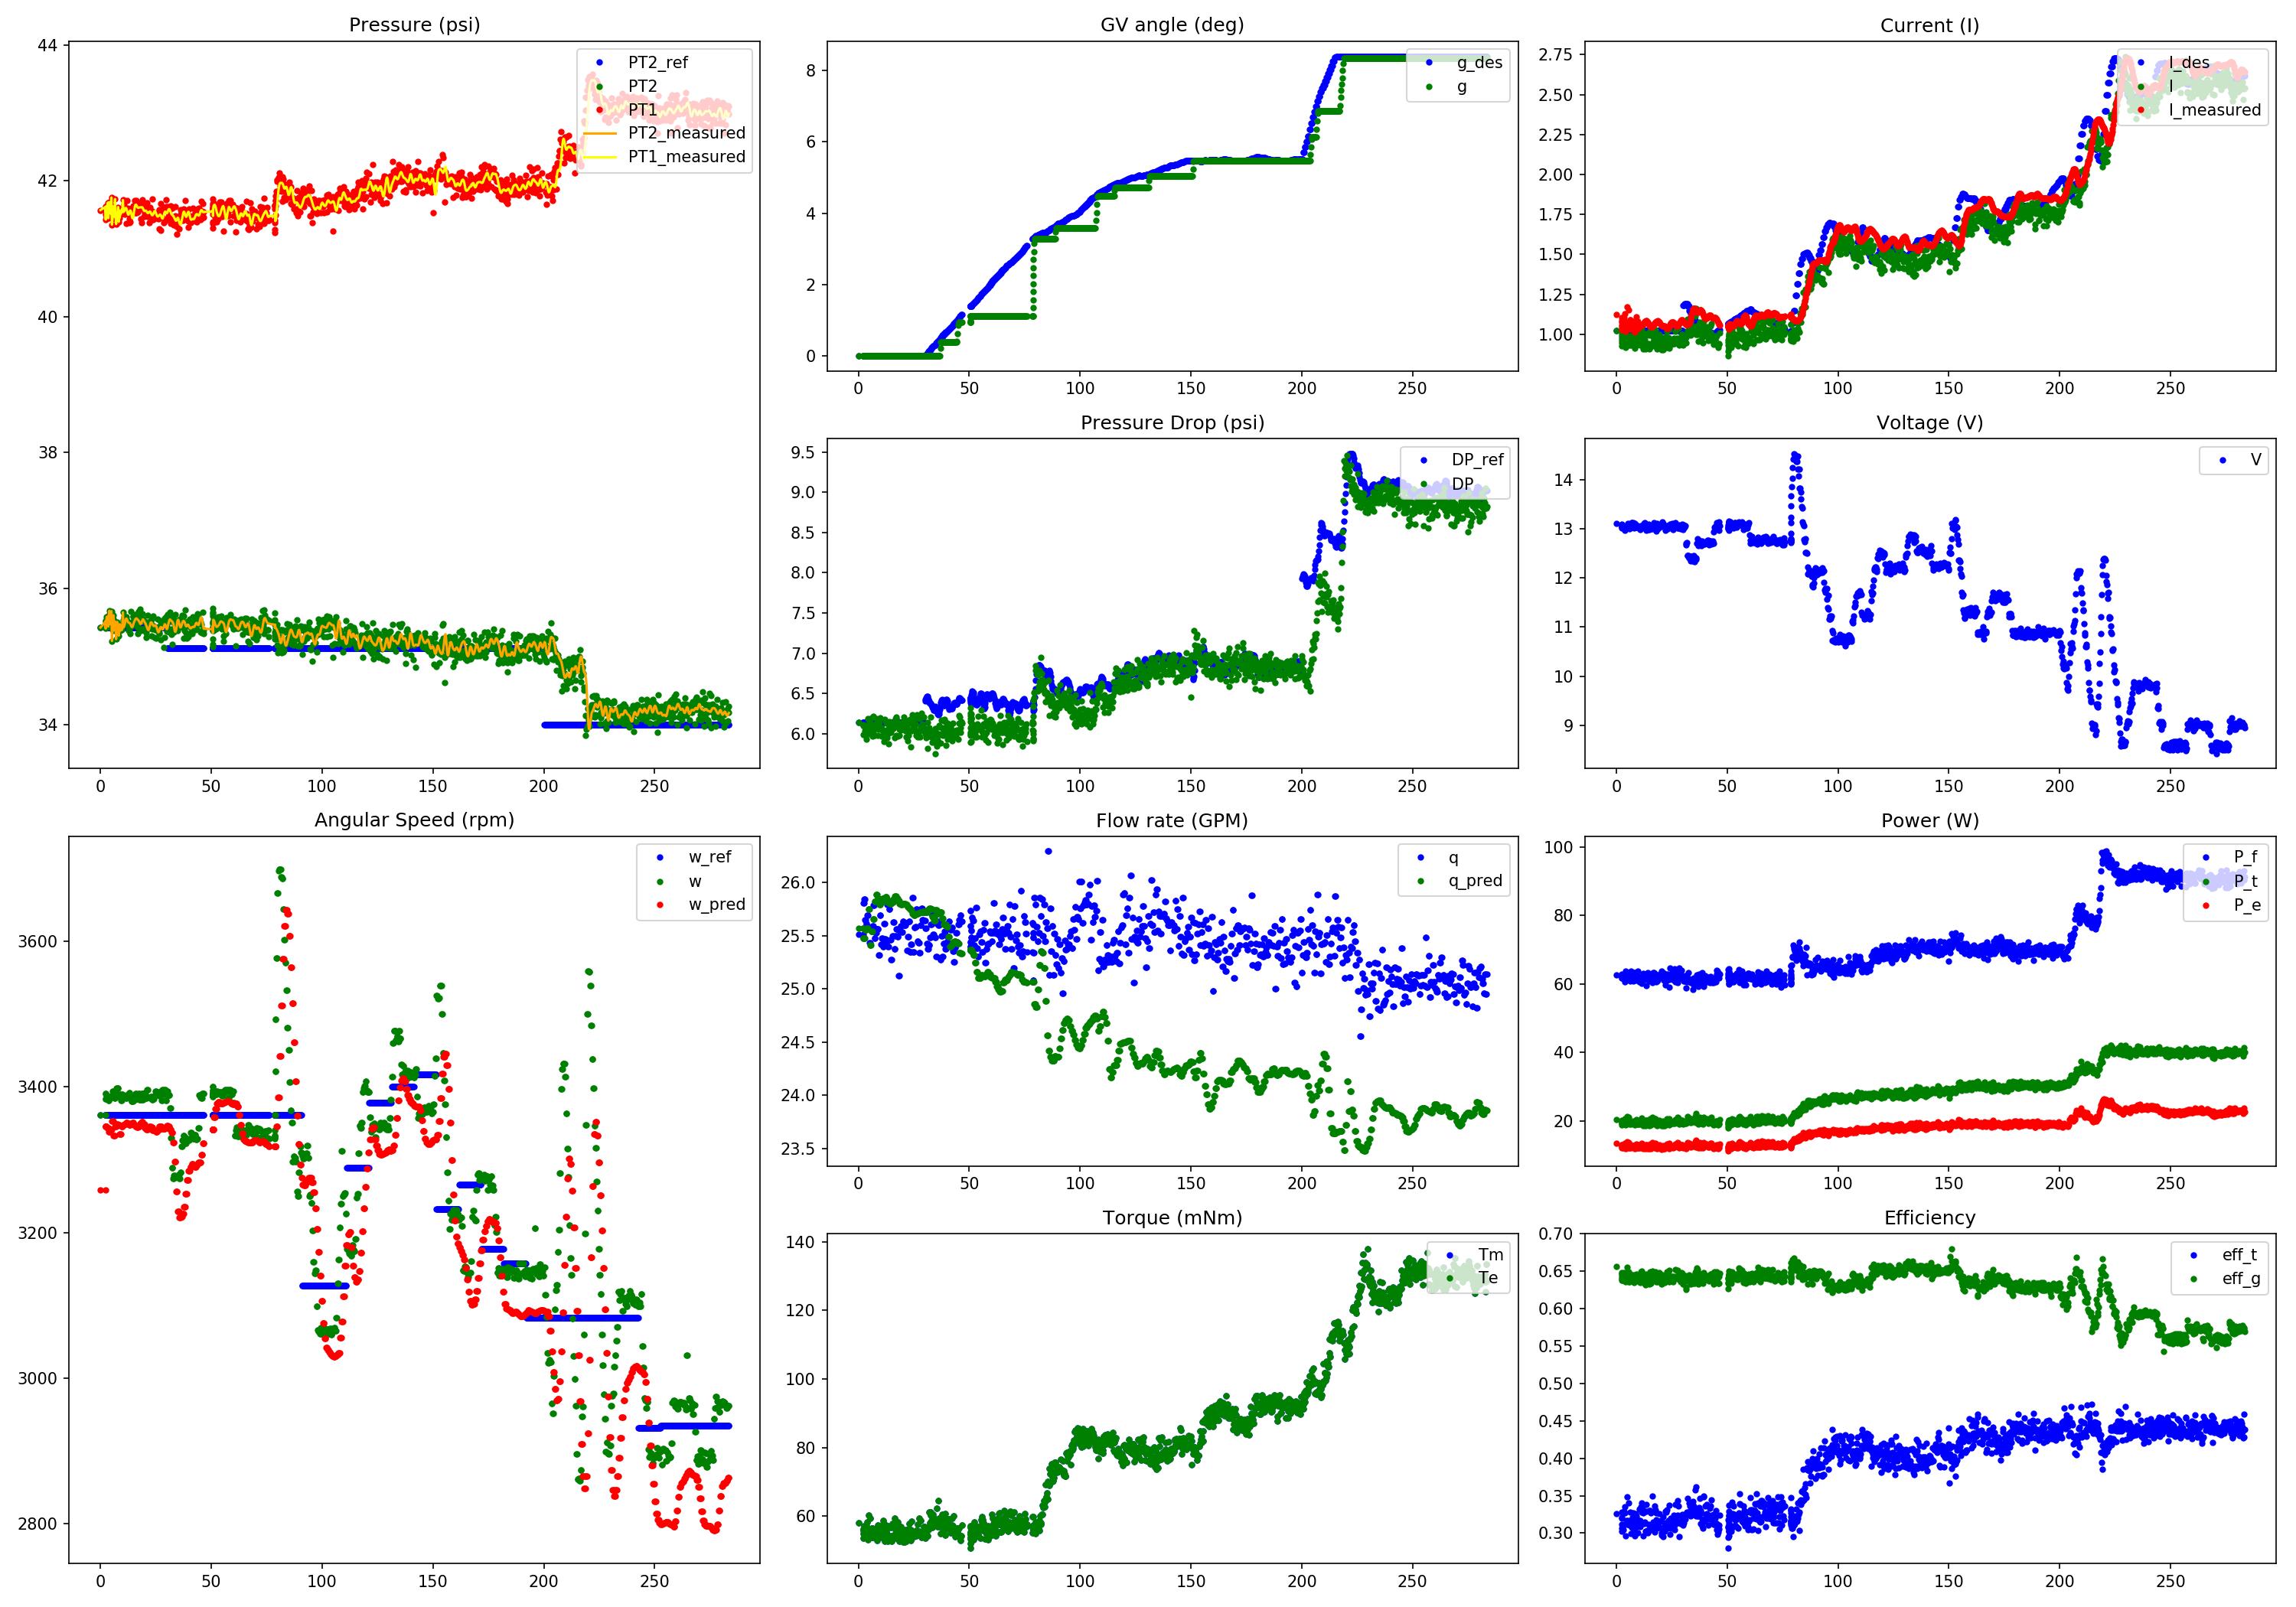 Pressure (psi)
44
42
40
38
36
34
0 50 100 150 200 250
PT2_ref
PT2
PT1
PT2_measured
PT1_measured
GV angle (deg)
8
6
4
2
0
0 50 100 150 200 250
g_des
g
Current (I)
2.75
2.50
2.25
2.00
1.75
1.50
1.25
1.00
0 50 100 150 200 250
I_des
I
I_measured
Pressure Drop (psi)
9.5
9.0
8.5
8.0
7.5
7.0
6.5
6.0
0 50 100 150 200 250
DP_ref
DP
Voltage (V)
14
13
12
11
10
9
0 50 100 150 200 250
V
Angular Speed (rpm)
3600
3400
3200
3000
2800
0 50 100 150 200 250
w_ref
w
w_pred
Flow rate (GPM)
26.0
25.5
25.0
24.5
24.0
23.5
0 50 100 150 200 250
q
q_pred
Power (W)
100
80
60
40
20
0 50 100 150 200 250
P_f
P_t
P_e
Torque (mNm)
140
120
100
80
60
0 50 100 150 200 250
Tm
Te
Efficiency
0.70
0.65
0.60
0.55
0.50
0.45
0.40
0.35
0.30
0 50 100 150 200 250
eff_t
eff_g